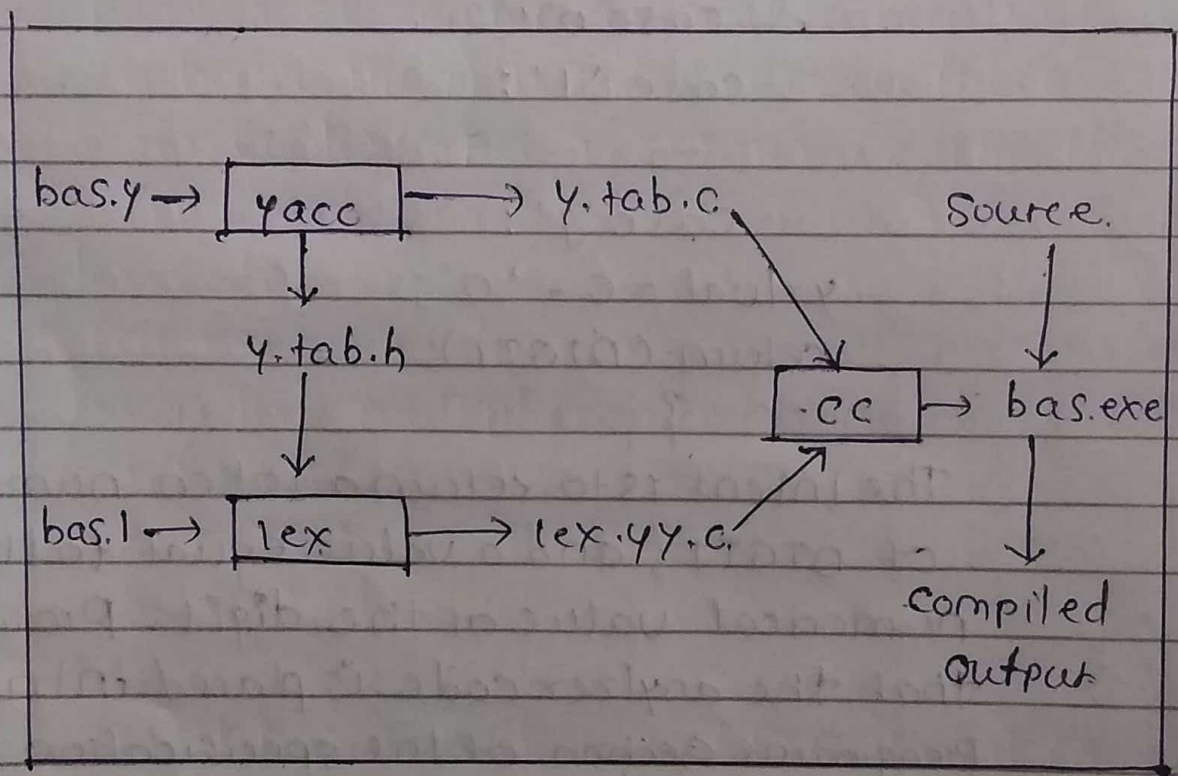 bas.y → yacc → y.tab.c
source.
y.tab.h
.cc → bas.exe
bas.l → lex → lex.yy.c.
compiled
output